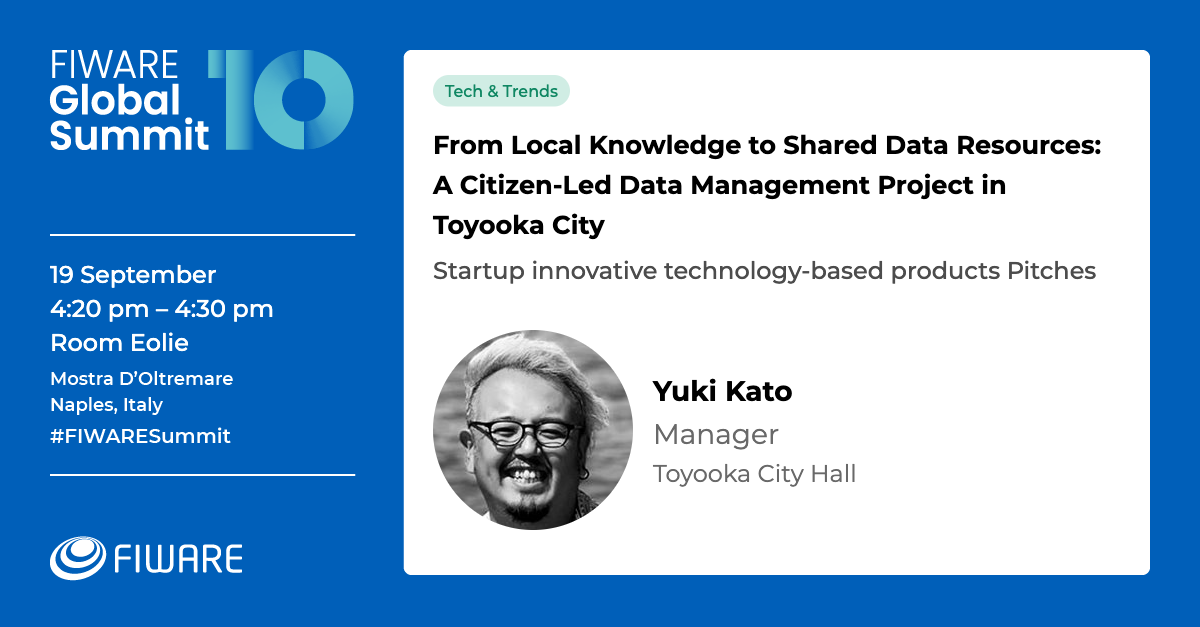 FIWARE
Global
Summit
10
19 September
4:20 pm – 4:30 pm
Room Eolie
Mostra D’Oltremare
Naples, Italy
#FIWARESummit
FIWARE
Tech & Trends
From Local Knowledge to Shared Data Resources:
A Citizen-Led Data Management Project in
Toyooka City
Startup innovative technology-based products Pitches
Yuki Kato
Manager
Toyooka City Hall